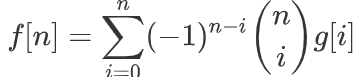 f[n] = \sum_{i=0}^{n} (-1)^{n-i} \binom{n}{i} g[i]